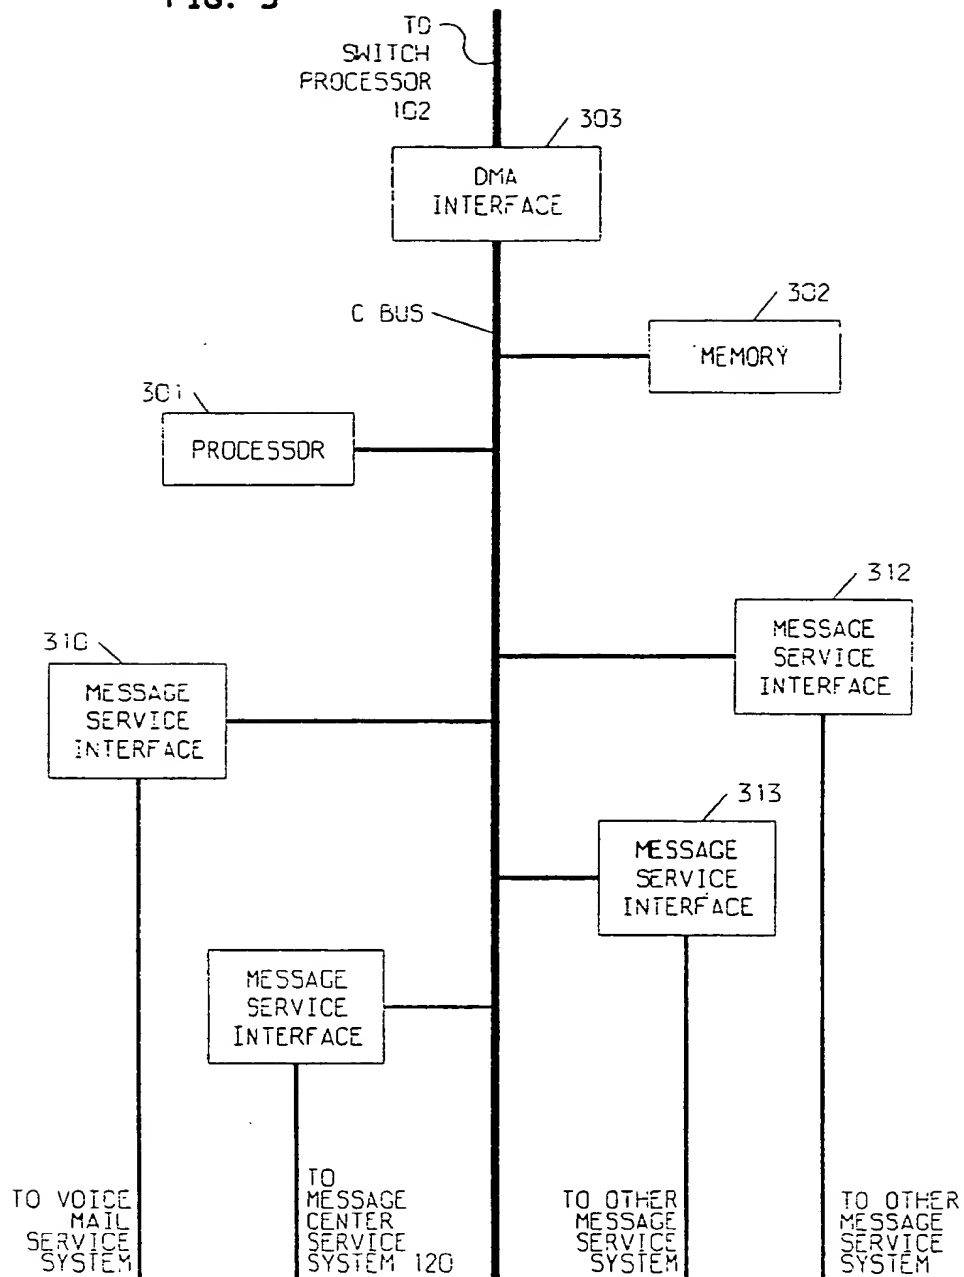 FIG. 3
TO
SWITCH
PROCESSOR
102
303
DMA
INTERFACE
C BUS
302
MEMORY
301
PROCESSOR
312
MESSAGE
SERVICE
INTERFACE
310
MESSAGE
SERVICE
INTERFACE
313
MESSAGE
SERVICE
INTERFACE
MESSAGE
SERVICE
INTERFACE
TO VOICE
MAIL
SERVICE
SYSTEM
TO
MESSAGE
CENTER
SERVICE
SYSTEM 120
TO OTHER
MESSAGE
SERVICE
SYSTEM
TO OTHER
MESSAGE
SERVICE
SYSTEM